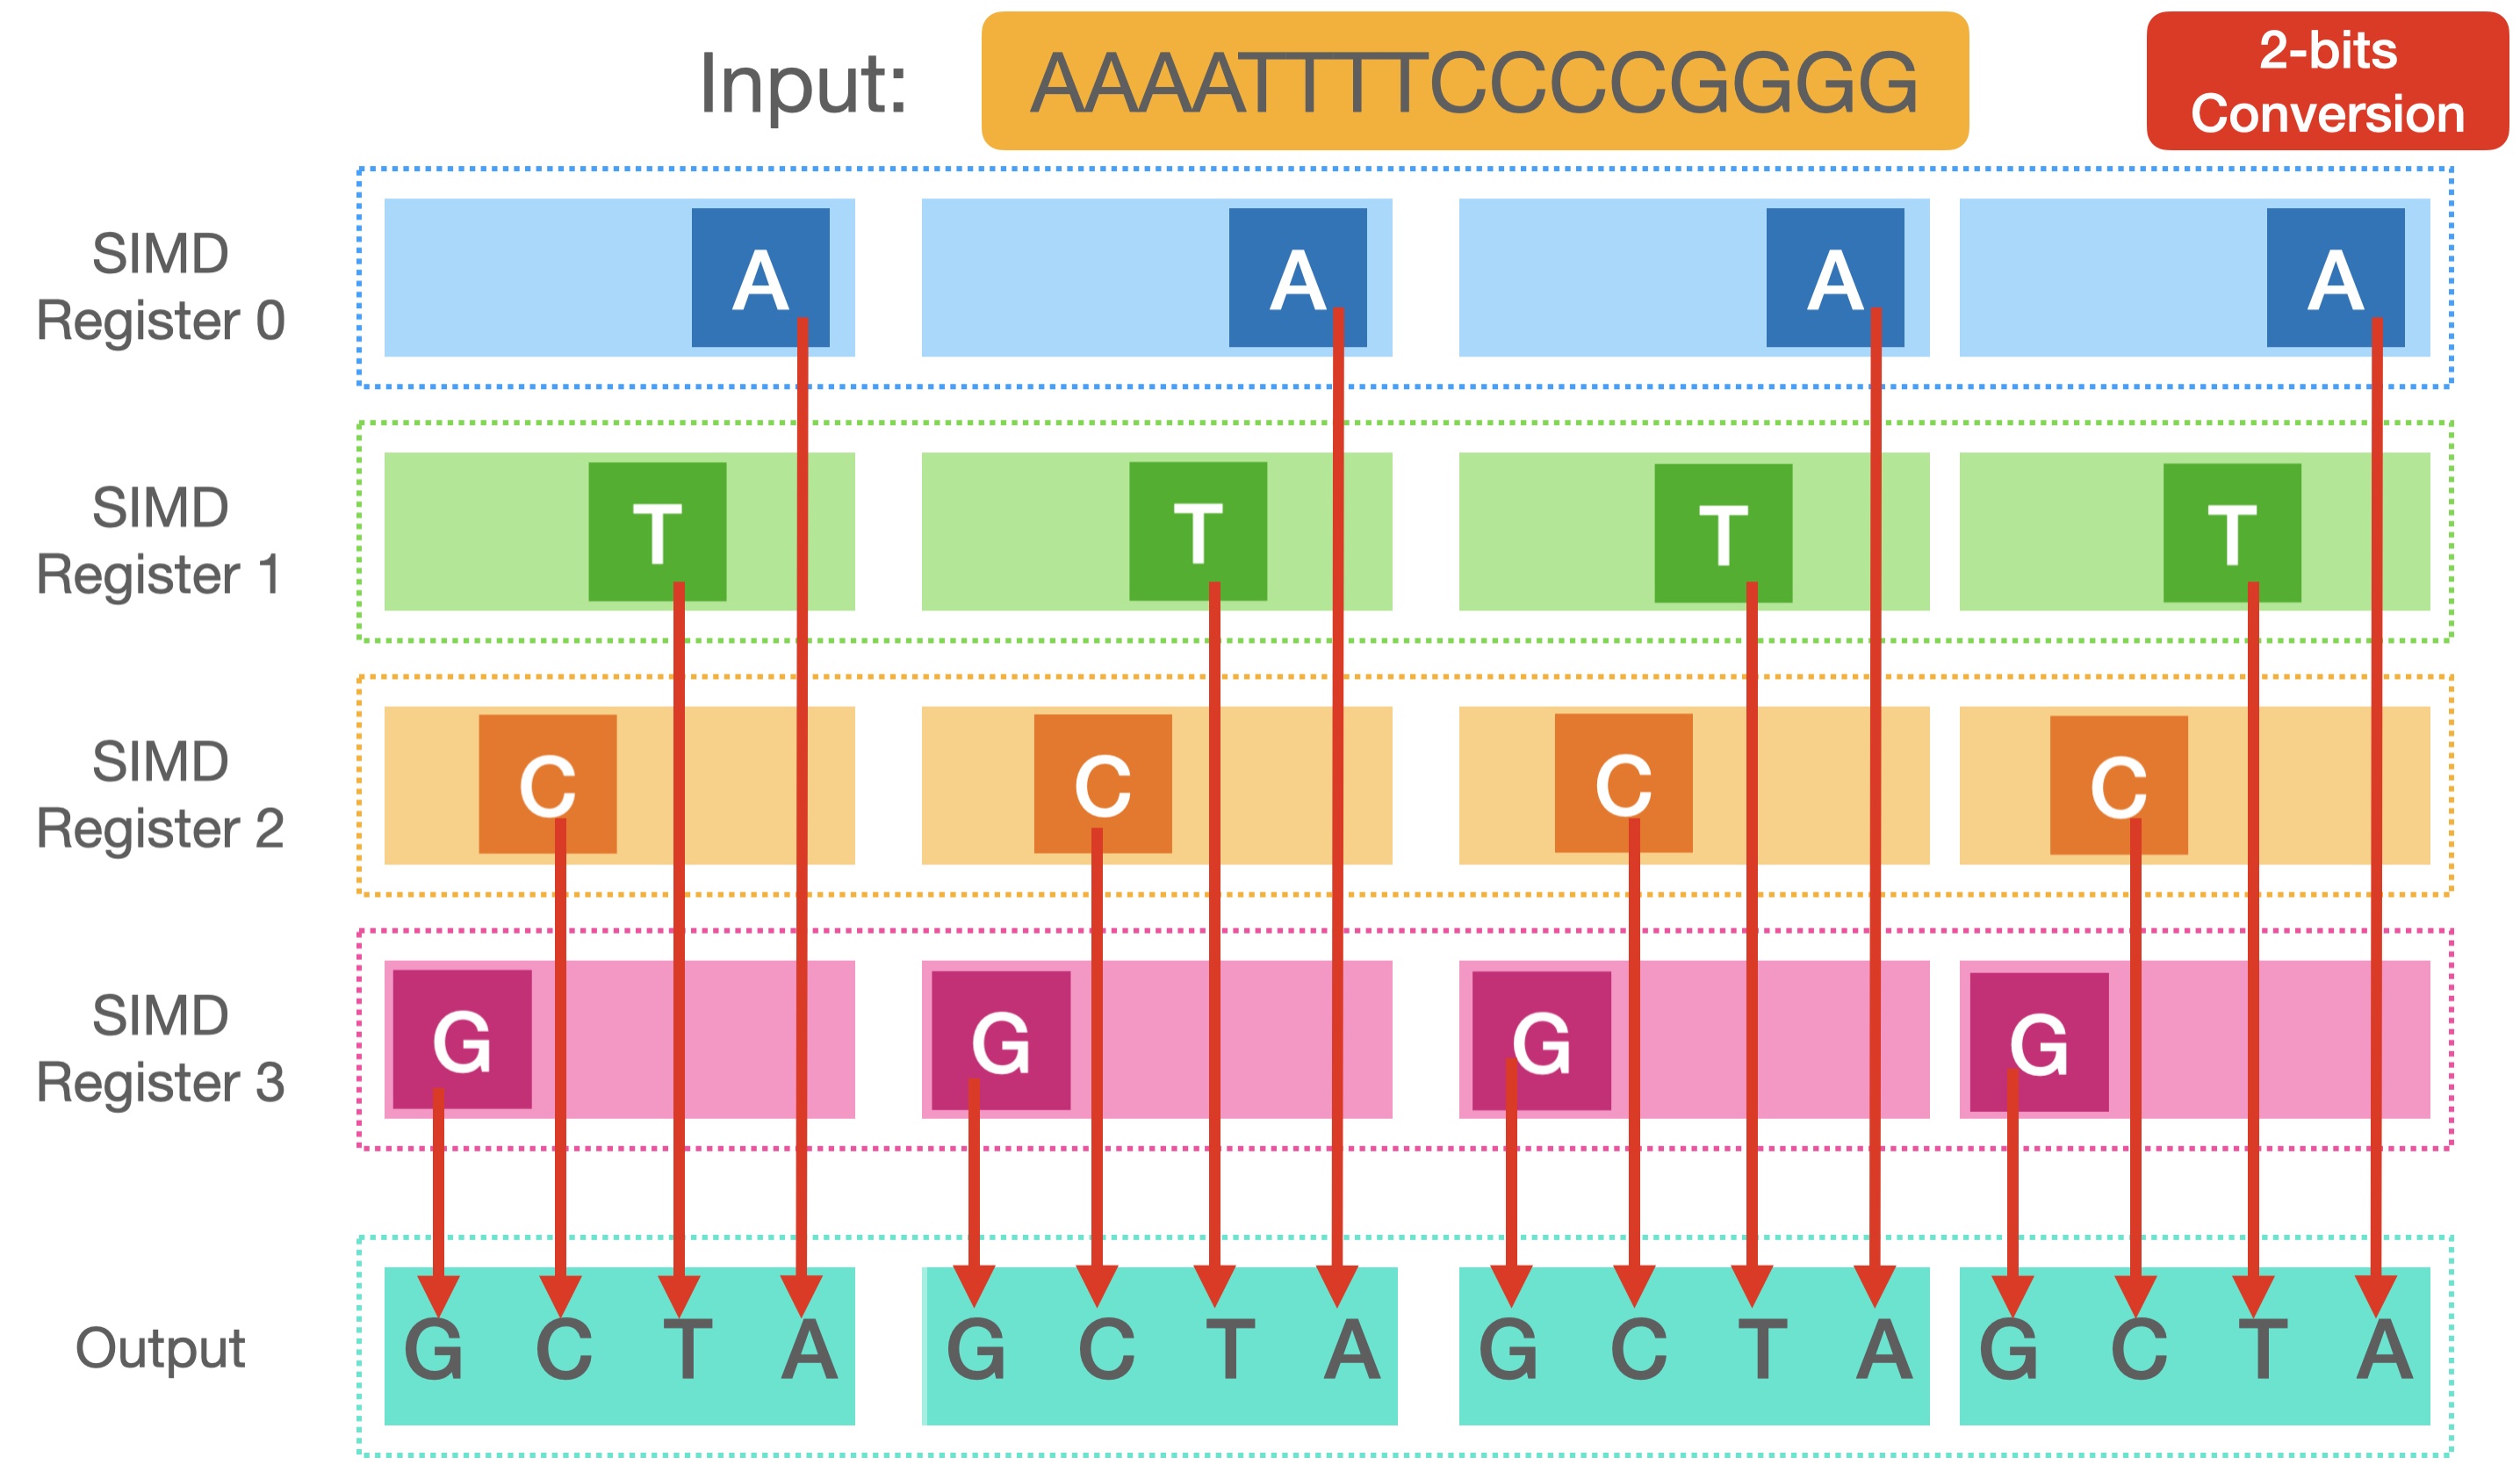 Input:
AAAATTTTCCCCGGGG
2-bits
Conversion
SIMD
Register 0
A A A A
SIMD
Register 1
T T T T
SIMD
Register 2
C C C C
SIMD
Register 3
G G G G
Output
G C T A G C T A G C T A G C T A